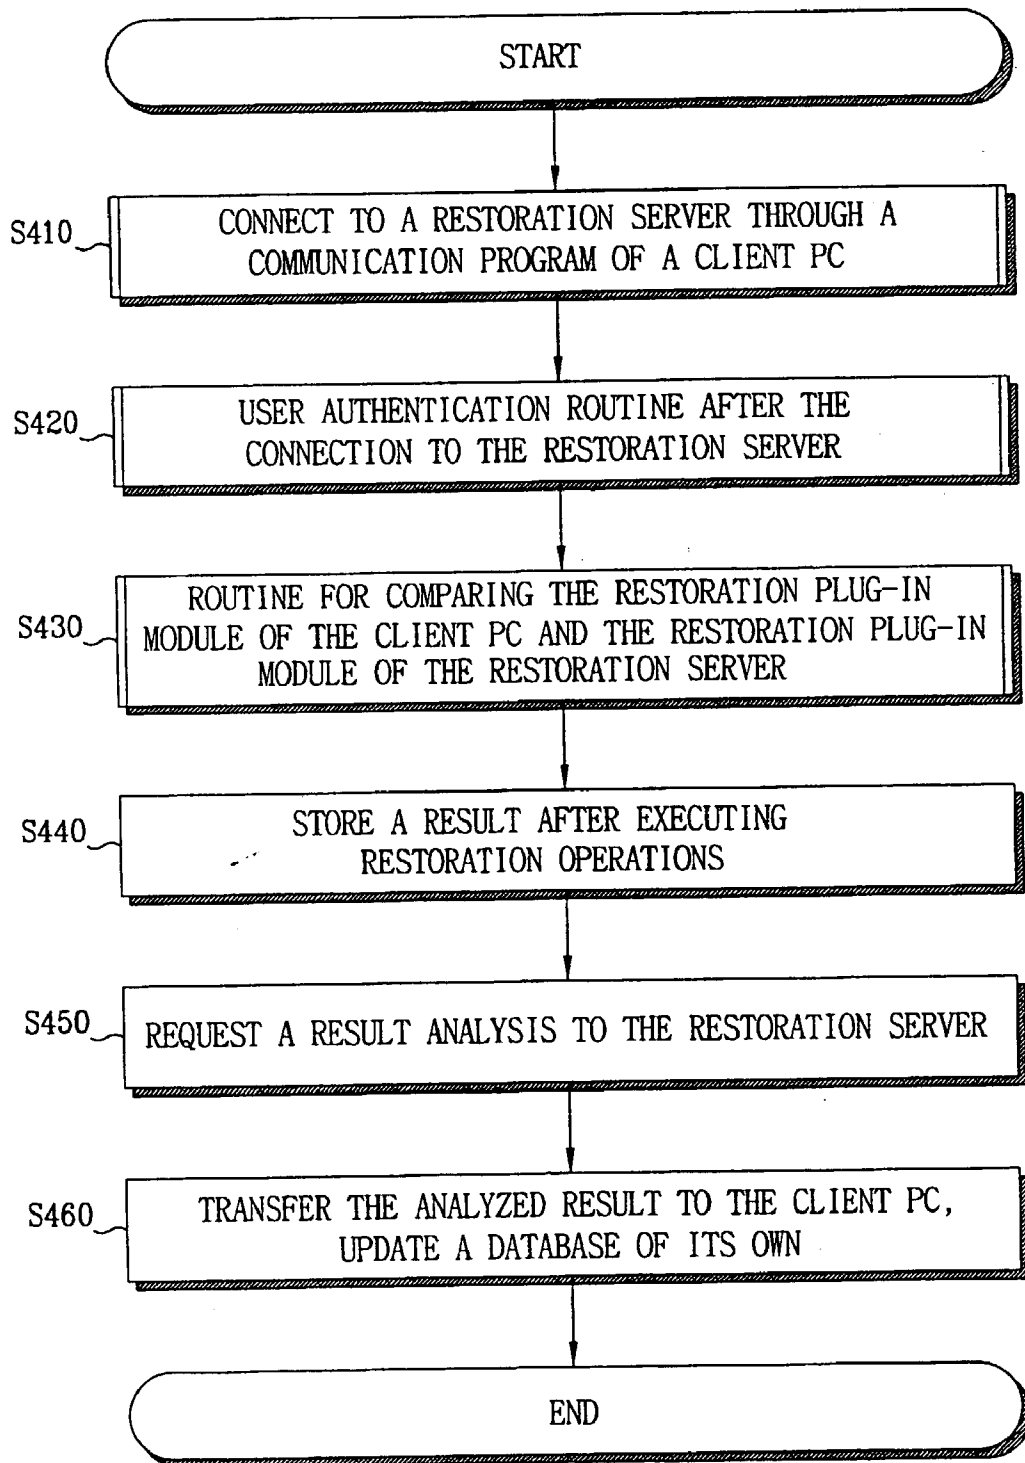 START
S410
CONNECT TO A RESTORATION SERVER THROUGH A
COMMUNICATION PROGRAM OF A CLIENT PC
S420
USER AUTHENTICATION ROUTINE AFTER THE
CONNECTION TO THE RESTORATION SERVER
S430
ROUTINE FOR COMPARING THE RESTORATION PLUG-IN
MODULE OF THE CLIENT PC AND THE RESTORATION PLUG-IN
MODULE OF THE RESTORATION SERVER
S440
STORE A RESULT AFTER EXECUTING
RESTORATION OPERATIONS
S450
REQUEST A RESULT ANALYSIS TO THE RESTORATION SERVER
S460
TRANSFER THE ANALYZED RESULT TO THE CLIENT PC,
UPDATE A DATABASE OF ITS OWN
END